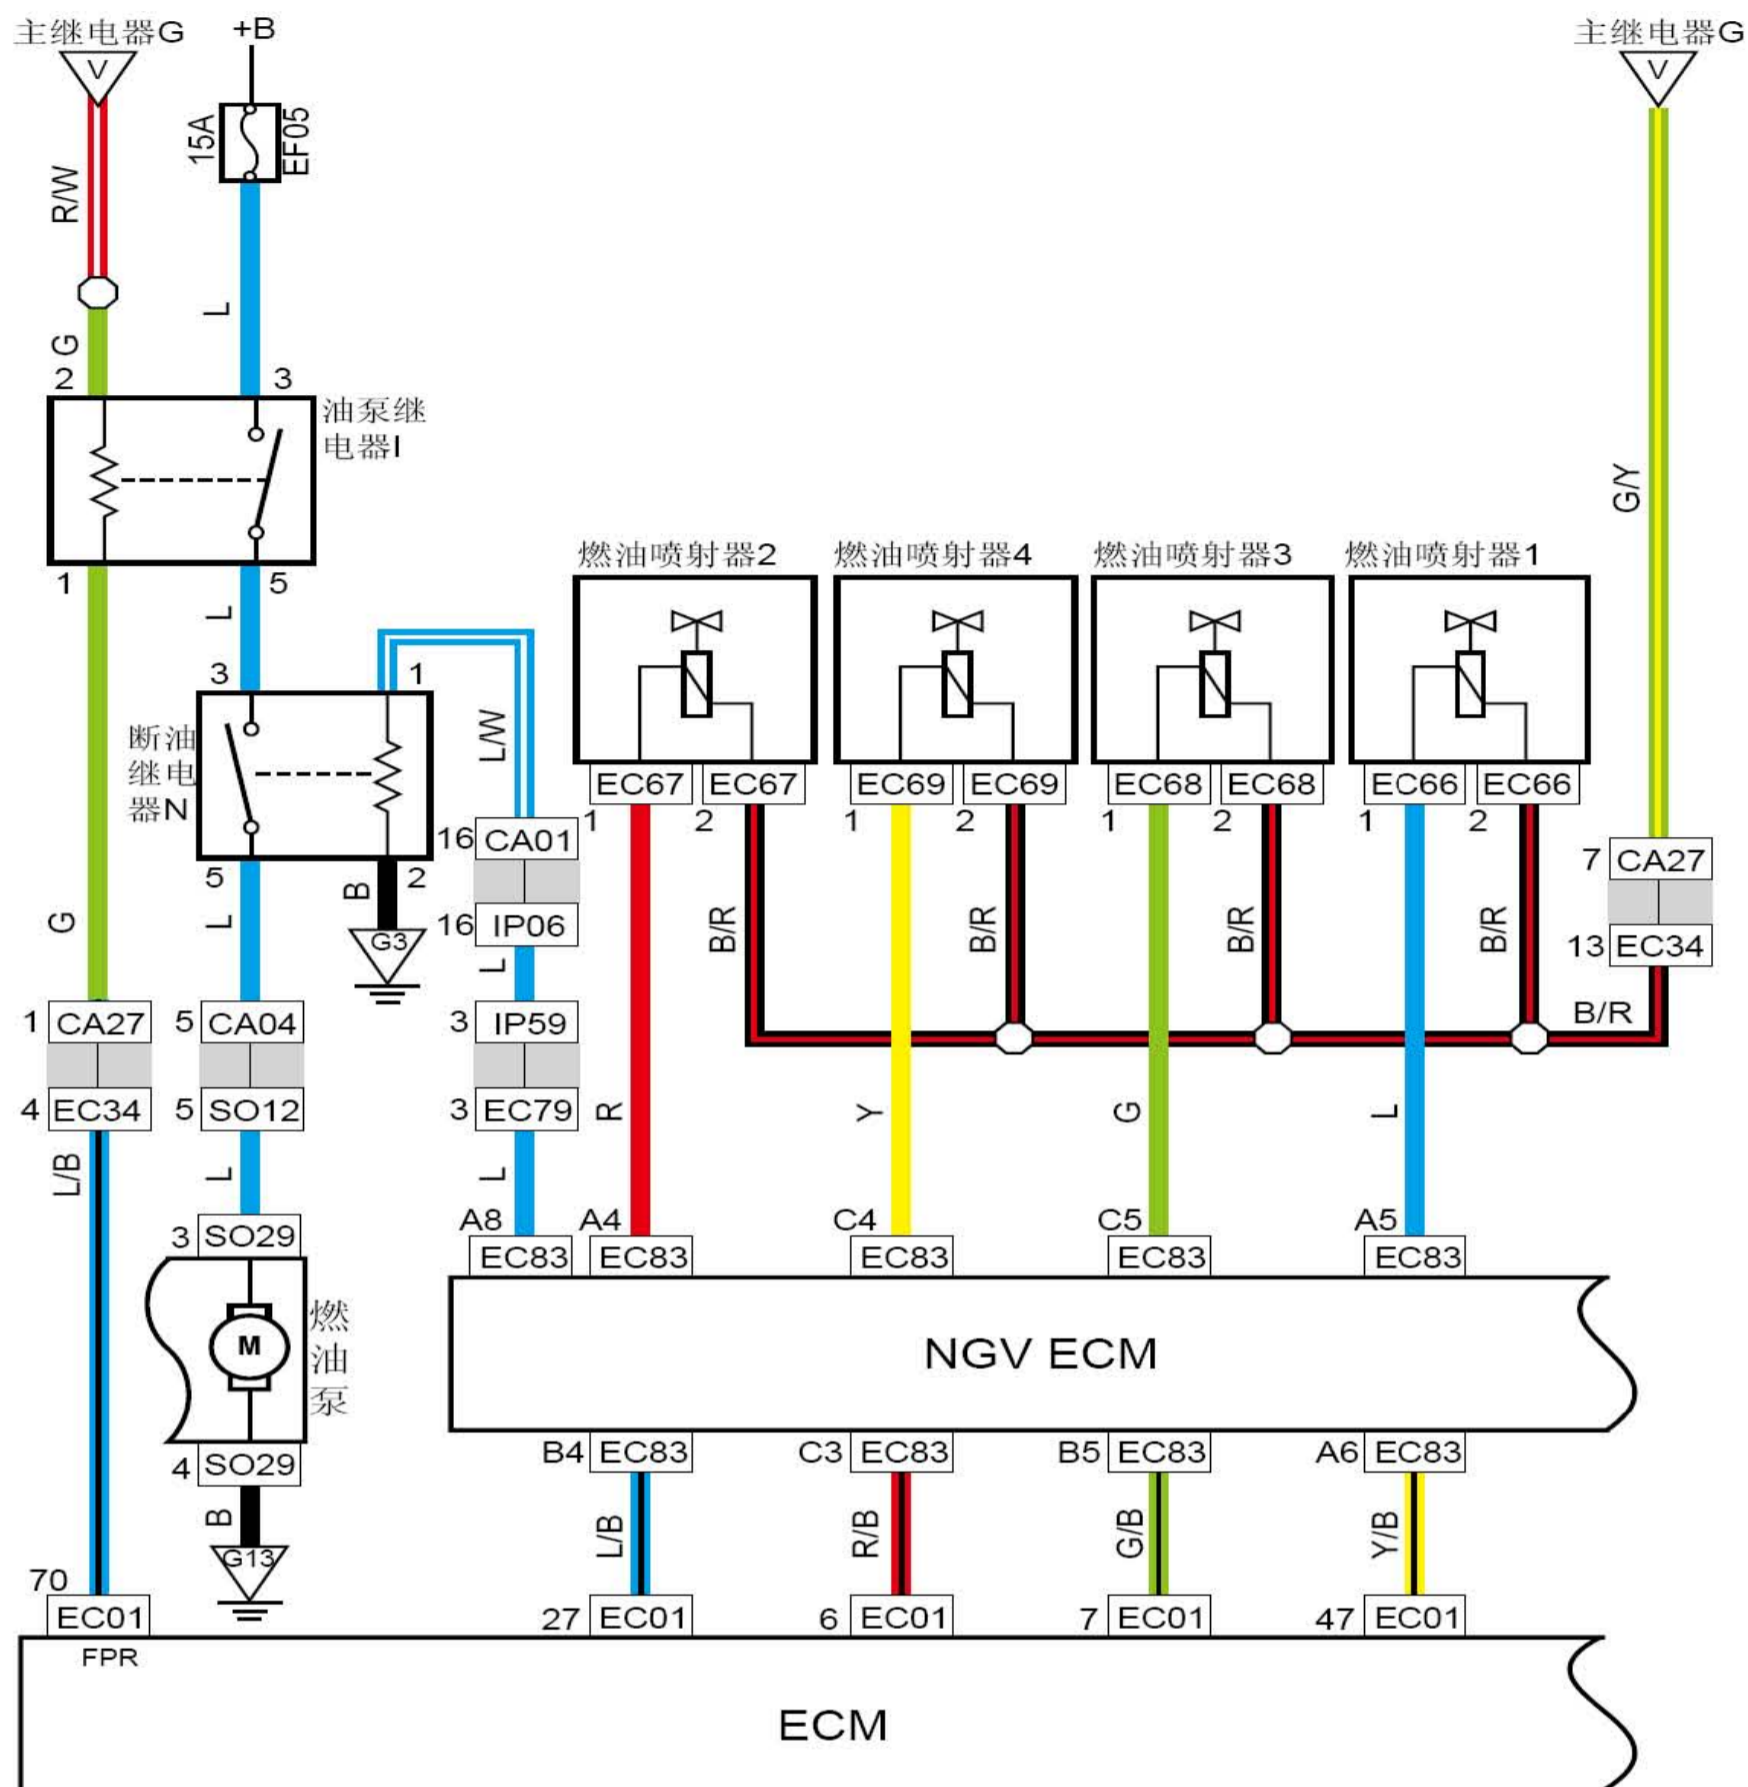 主继电器G
+B
主继电器G
V
V
15A
EF05
R/W
L
G
2
3
油泵继
电器I
G/Y
1
5
L
燃油喷射器2
燃油喷射器4
燃油喷射器3
燃油喷射器1
3
1
断油
继电
器N
L/W
EC67
EC67
EC69
EC69
EC68
EC68
EC66
EC66
1
2
1
2
1
2
1
2
16 CA01
7 CA27
5
2
B
L
G
G3
16 IP06
B/R
B/R
B/R
B/R
13 EC34
L
B/R
1 CA27
5 CA04
3 IP59
4 EC34
5 SO12
3 EC79
R
Y
G
L
L/B
L
L
3 SO29
A8
A4
C4
C5
A5
EC83
EC83
EC83
EC83
EC83
M
燃
油
泵
NGV ECM
4 SO29
B4 EC83
C3 EC83
B5 EC83
A6 EC83
B
L/B
R/B
G/B
Y/B
G13
70
EC01
27 EC01
6 EC01
7 EC01
47 EC01
FPR
ECM